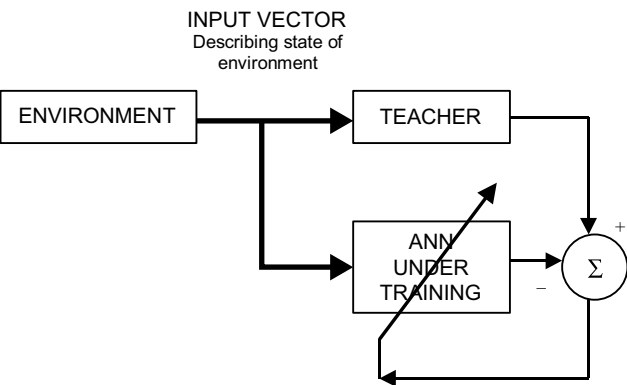 INPUT VECTOR
Describing state of
environment
ENVIRONMENT
TEACHER
ANN
UNDER
TRAINING
+
Σ
−